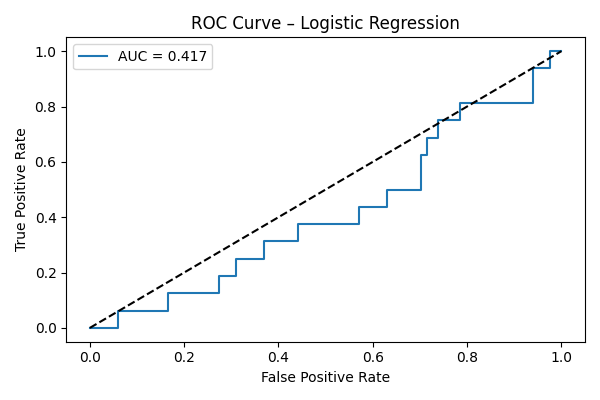 ROC Curve – Logistic Regression
AUC = 0.417
True Positive Rate
1.0
0.8
0.6
0.4
0.2
0.0
0.0 0.2 0.4 0.6 0.8 1.0
False Positive Rate